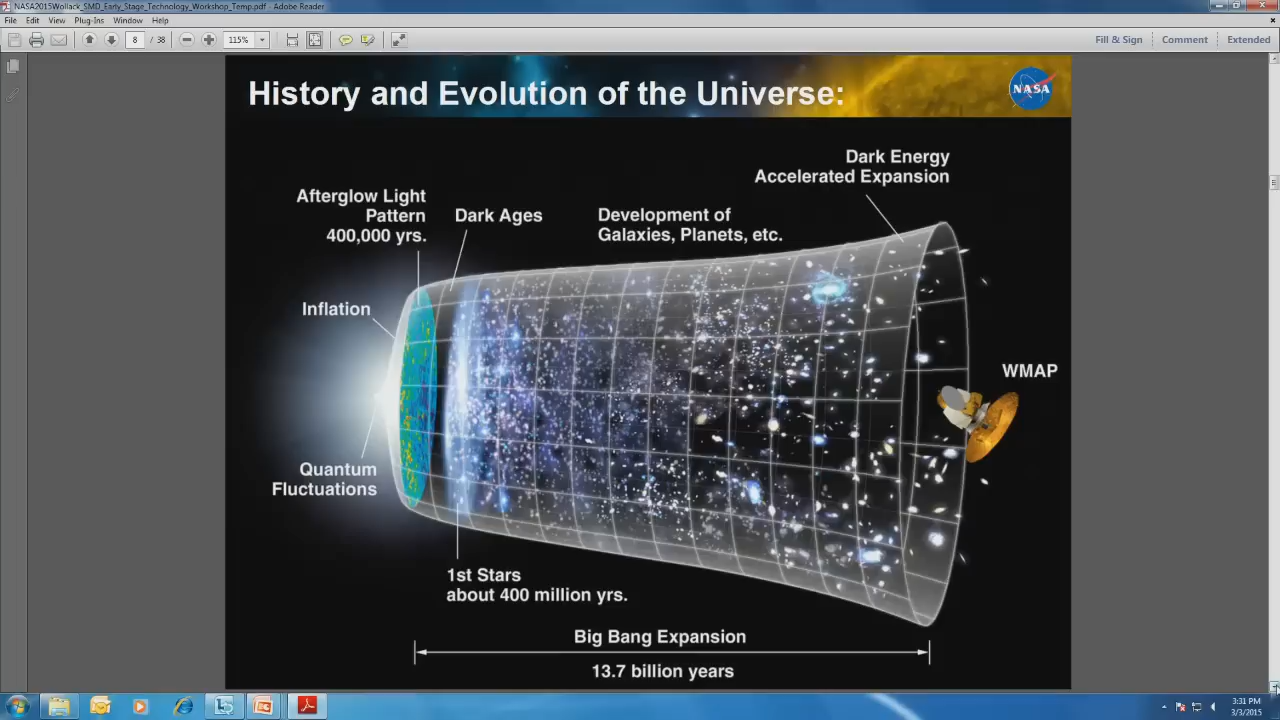 NASA2015Wollack_SMD_Early_Stage_Technology_Workshop_Temp.pdf - Adobe Reader
File Edit View Plug-Ins Window Help
8 / 38 115% Fill & Sign Comment Extended
History and Evolution of the Universe:
NASA
Dark Energy
Accelerated Expansion
Afterglow Light
Pattern
400,000 yrs.
Dark Ages
Development of
Galaxies, Planets, etc.
Inflation
WMAP
Quantum
Fluctuations
1st Stars
about 400 million yrs.
Big Bang Expansion
13.7 billion years
3:31 PM
3/3/2015